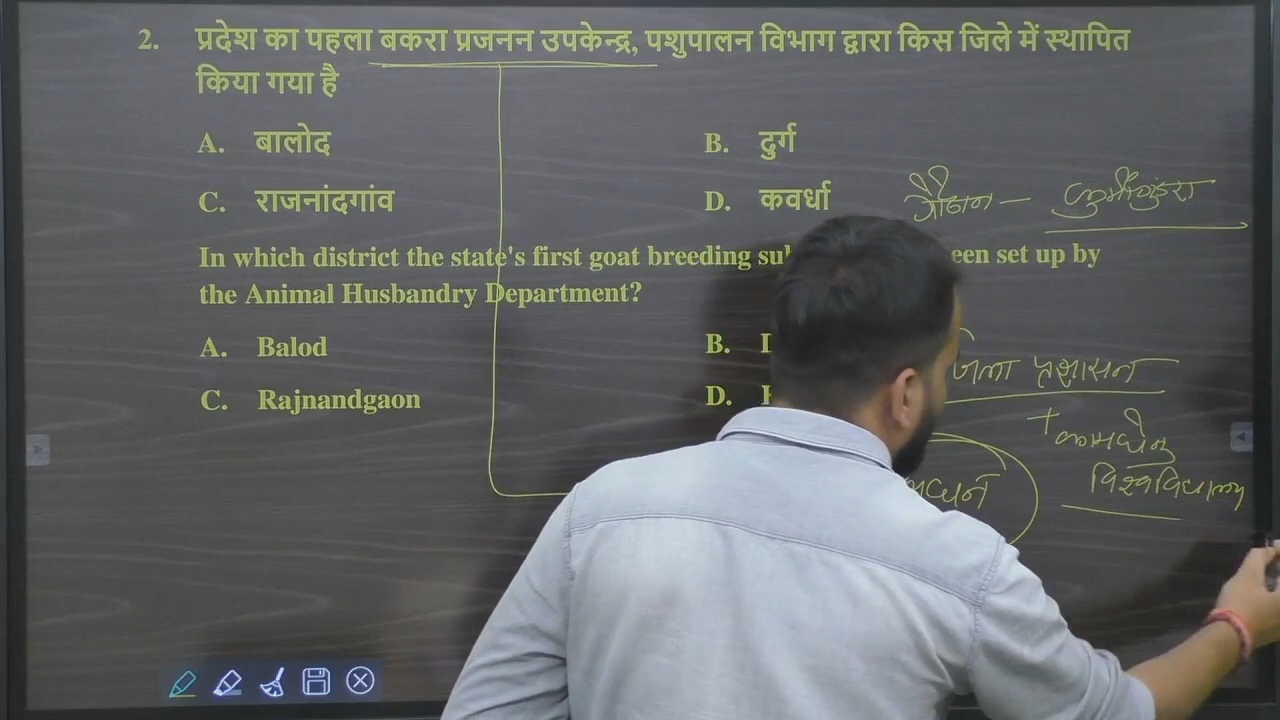 2. प्रदेश का पहला बकरा प्रजनन उपकेन्द्र, पशुपालन विभाग द्वारा किस जिले में स्थापित
किया गया है
A. बालोद
B. दुर्ग
C. राजनांदगांव
D. कवर्धा
गौठान —
In which district the state's first goat breeding een set up by
the Animal Husbandry Department?
A. Balod
B.
C. Rajnandgaon
D.
जिला प्रशासन
+ कामधेनु
विश्वविद्यालय